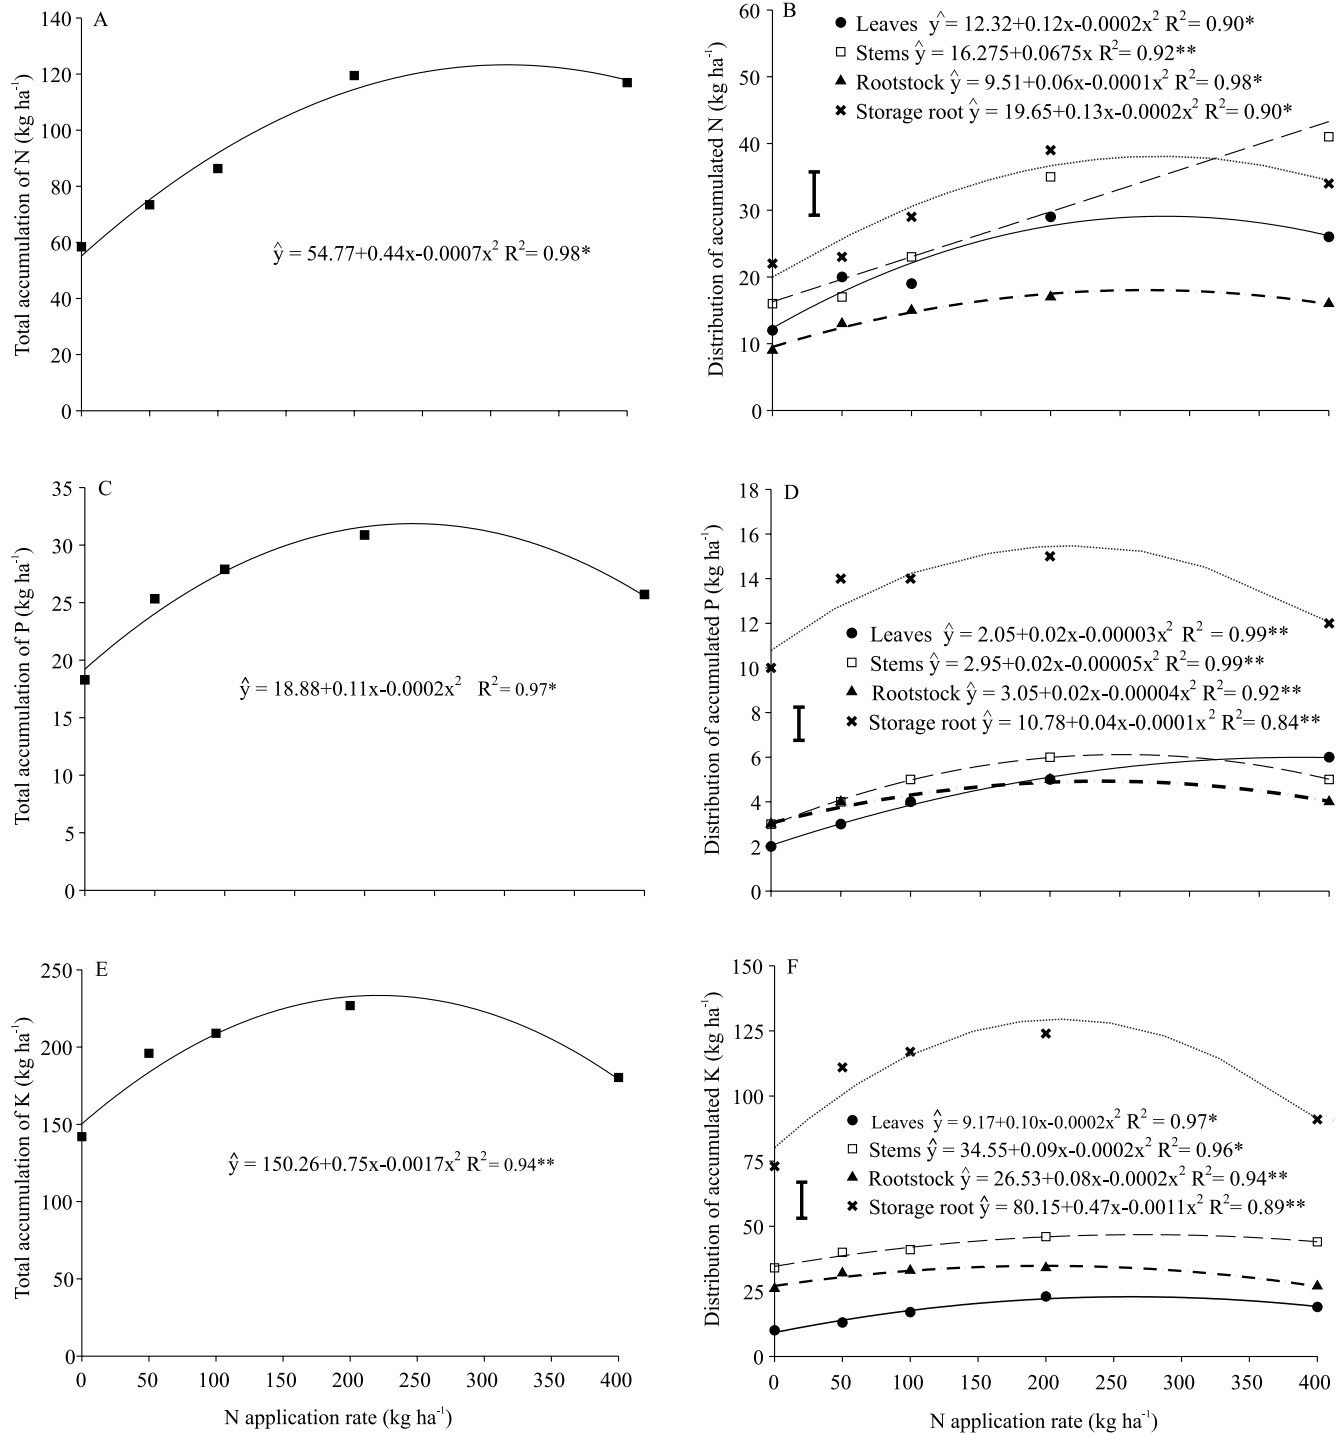 A
Total accumulation of N (kg ha⁻¹)
140
120
100
80
60
40
20
0
ŷ = 54.77+0.44x-0.0007x² R²= 0.98*
B
Distribution of accumulated N (kg ha⁻¹)
60
50
40
30
20
10
0
Leaves ŷ = 12.32+0.12x-0.0002x² R²= 0.90*
Stems ŷ = 16.275+0.0675x R²= 0.92**
Rootstock ŷ = 9.51+0.06x-0.0001x² R²= 0.98*
Storage root ŷ = 19.65+0.13x-0.0002x² R²= 0.90*
C
Total accumulation of P (kg ha⁻¹)
35
30
25
20
15
10
5
0
ŷ = 18.88+0.11x-0.0002x² R²= 0.97*
D
Distribution of accumulated P (kg ha⁻¹)
18
16
14
12
10
8
6
4
2
0
Leaves ŷ = 2.05+0.02x-0.00003x² R² = 0.99**
Stems ŷ = 2.95+0.02x-0.00005x² R²= 0.99**
Rootstock ŷ = 3.05+0.02x-0.00004x² R²= 0.92**
Storage root ŷ = 10.78+0.04x-0.0001x² R²= 0.84**
E
Total accumulation of K (kg ha⁻¹)
250
200
150
100
50
0
ŷ = 150.26+0.75x-0.0017x² R²= 0.94**
0 50 100 150 200 250 300 350 400
N application rate (kg ha⁻¹)
F
Distribution of accumulated K (kg ha⁻¹)
150
125
100
75
50
25
0
Leaves ŷ = 9.17+0.10x-0.0002x² R² = 0.97*
Stems ŷ = 34.55+0.09x-0.0002x² R²= 0.96*
Rootstock ŷ = 26.53+0.08x-0.0002x² R²= 0.94**
Storage root ŷ = 80.15+0.47x-0.0011x² R²= 0.89**
0 50 100 150 200 250 300 350 400
N application rate (kg ha⁻¹)